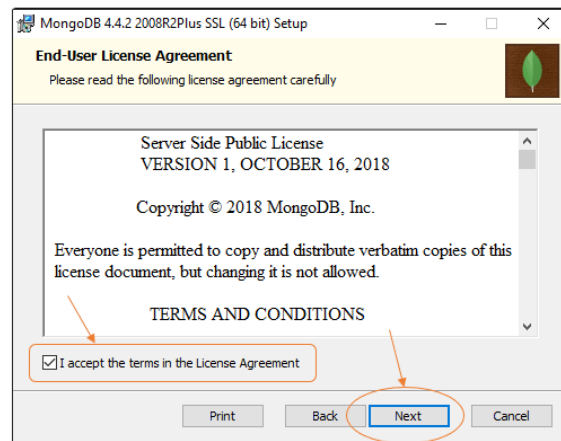 MongoDB 4.4.2 2008R2Plus SSL (64 bit) Setup
End-User License Agreement
Please read the following license agreement carefully
Server Side Public License
VERSION 1, OCTOBER 16, 2018
Copyright © 2018 MongoDB, Inc.
Everyone is permitted to copy and distribute verbatim copies of this
license document, but changing it is not allowed.
TERMS AND CONDITIONS
I accept the terms in the License Agreement
Print Back Next Cancel